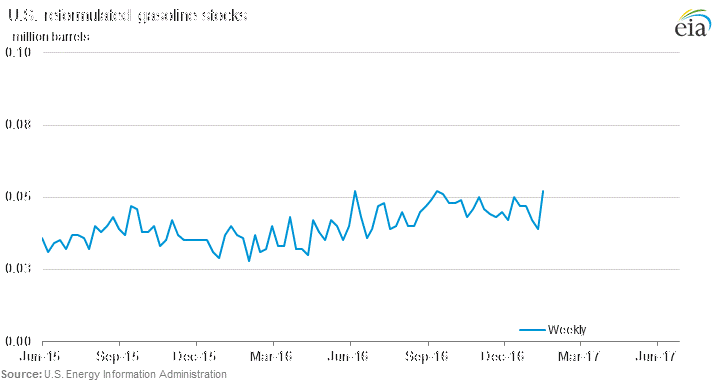 U.S. reformulated gasoline stocks
million barrels
eia
0.10
0.08
0.05
0.03
0.00
Jun-15 Sep-15 Dec-15 Mar-16 Jun-16 Sep-16 Dec-16 Mar-17 Jun-17
Weekly
Source: U.S. Energy Information Administration